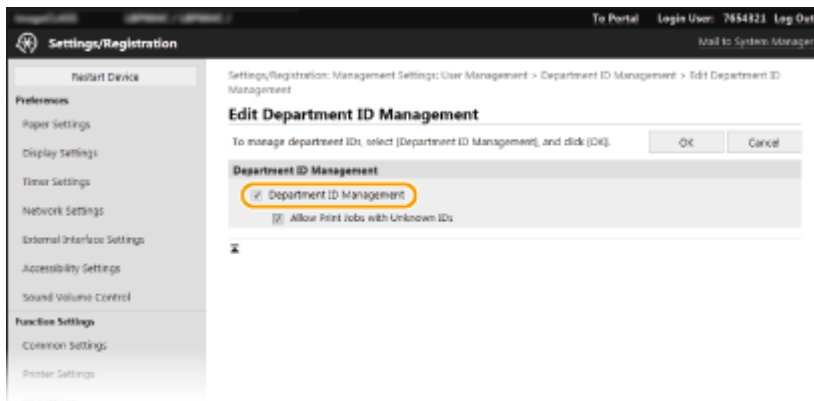 To Portal Login User: 7654321 Log Out
Settings/Registration
Mail to System Manager
Restart Device
Preferences
Paper Settings
Display Settings
Timer Settings
Network Settings
External Interface Settings
Accessibility Settings
Sound Volume Control
Function Settings
Common Settings
Printer Settings
Settings/Registration: Management Settings: User Management > Department ID Management > Edit Department ID
Management
Edit Department ID Management
To manage department IDs, select [Department ID Management], and click [OK].
OK
Cancel
Department ID Management
Department ID Management
Allow Print Jobs with Unknown IDs